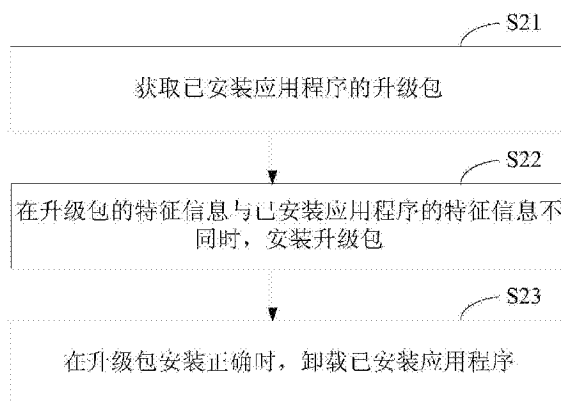 S21
获取已安装应用程序的升级包
S22
在升级包的特征信息与已安装应用程序的特征信息不
同时，安装升级包
S23
在升级包安装正确时，卸载已安装应用程序